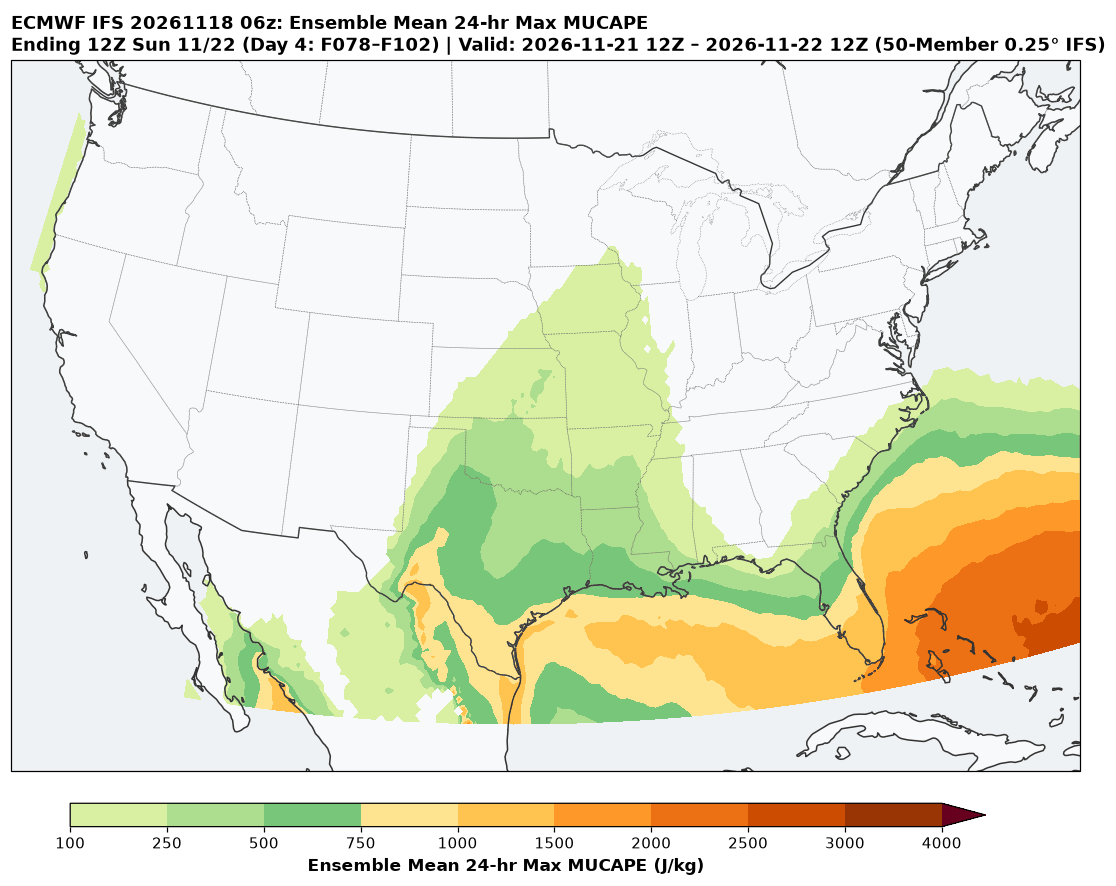 ECMWF IFS 20261118 06z: Ensemble Mean 24-hr Max MUCAPE
Ending 12Z Sun 11/22 (Day 4: F078–F102) | Valid: 2026-11-21 12Z – 2026-11-22 12Z (50-Member 0.25° IFS)
100 250 500 750 1000 1500 2000 2500 3000 4000
Ensemble Mean 24-hr Max MUCAPE (J/kg)